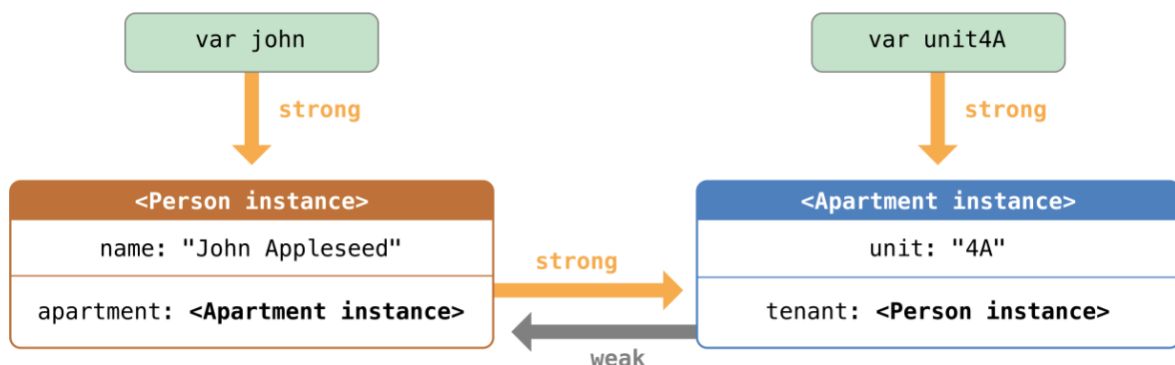 var john
var unit4A
strong
strong
<Person instance>
<Apartment instance>
name: "John Appleseed"
unit: "4A"
strong
apartment: <Apartment instance>
tenant: <Person instance>
weak